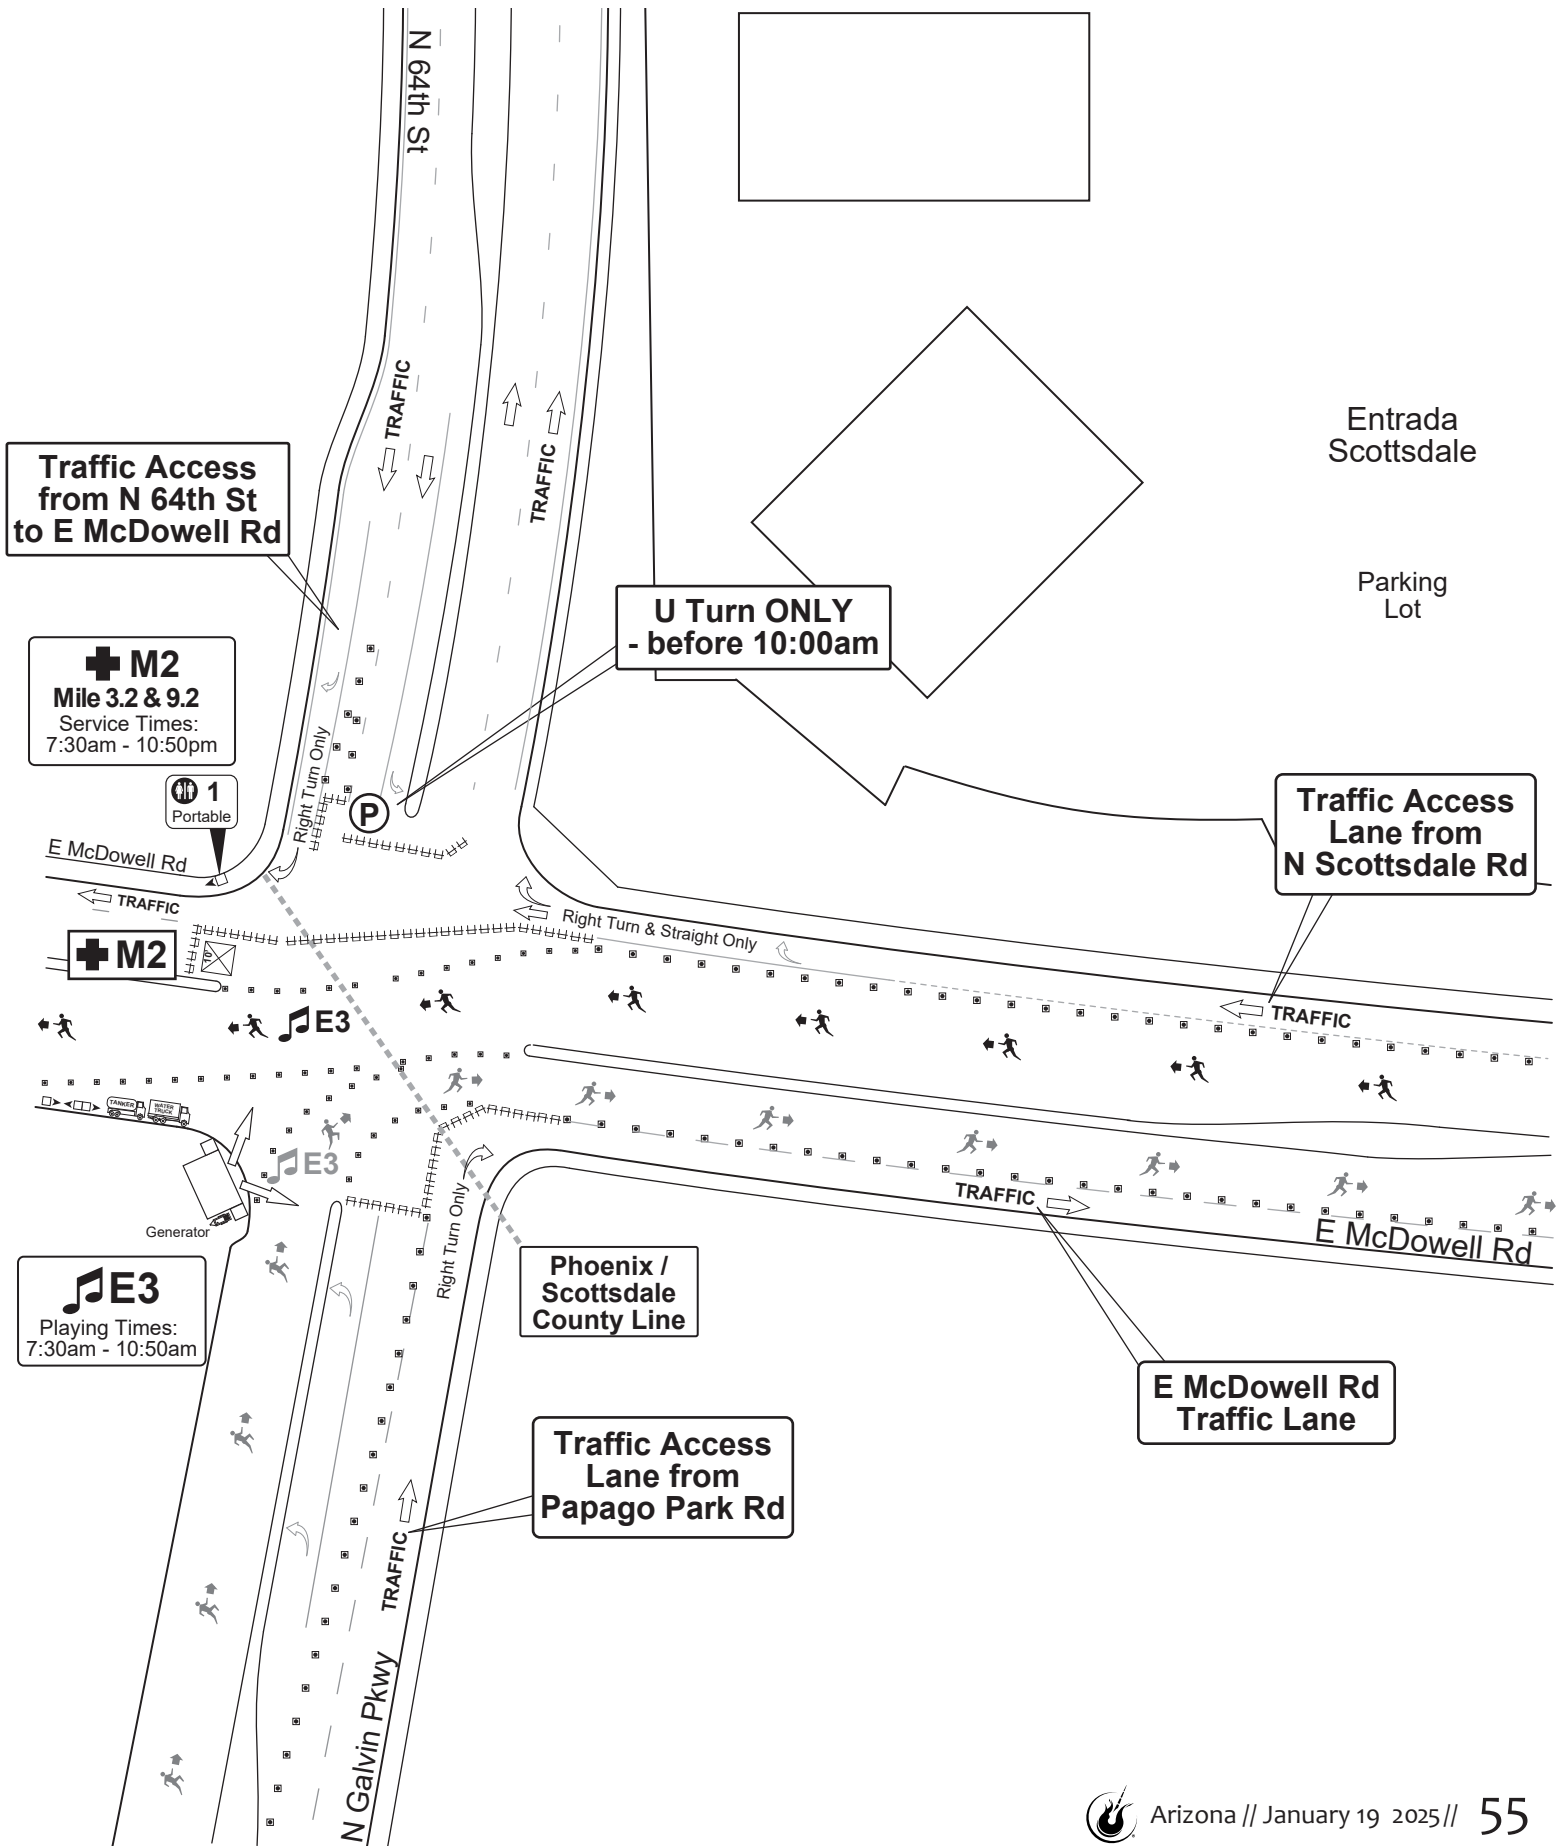 N 64th St
TRAFFIC
TRAFFIC
Entrada
Scottsdale
Traffic Access
from N 64th St
to E McDowell Rd
Parking
Lot
U Turn ONLY
- before 10:00am
M2
Mile 3.2 & 9.2
Service Times:
7:30am - 10:50pm
Right Turn Only
1
Portable
P
Traffic Access
Lane from
N Scottsdale Rd
E McDowell Rd
TRAFFIC
Right Turn & Straight Only
M2
10'
E3
TRAFFIC
TANKER
WATER
TRUCK
E3
Right Turn Only
TRAFFIC
Generator
E McDowell Rd
Phoenix /
Scottsdale
County Line
E3
Playing Times:
7:30am - 10:50am
E McDowell Rd
Traffic Lane
Traffic Access
Lane from
Papago Park Rd
TRAFFIC
N Galvin Pkwy
Arizona // January 19 2025 // 55